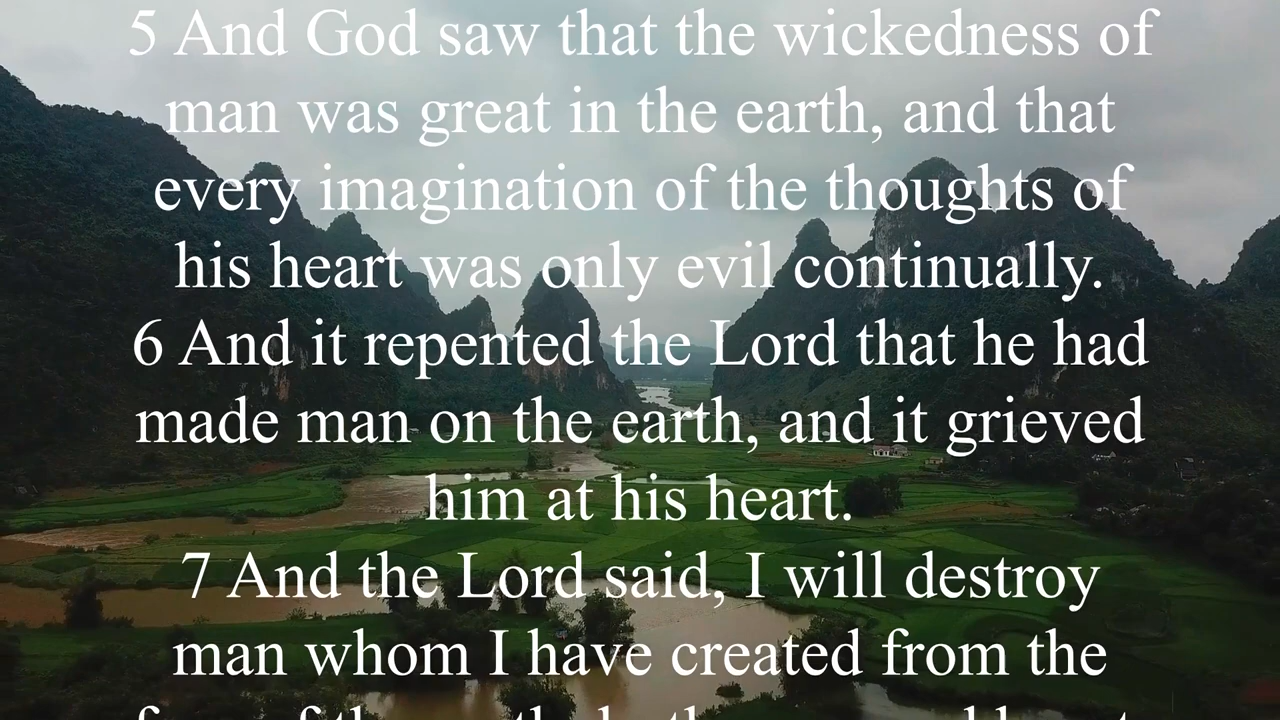 5 And God saw that the wickedness of
man was great in the earth, and that
every imagination of the thoughts of
his heart was only evil continually.
6 And it repented the Lord that he had
made man on the earth, and it grieved
him at his heart.
7 And the Lord said, I will destroy
man whom I have created from the